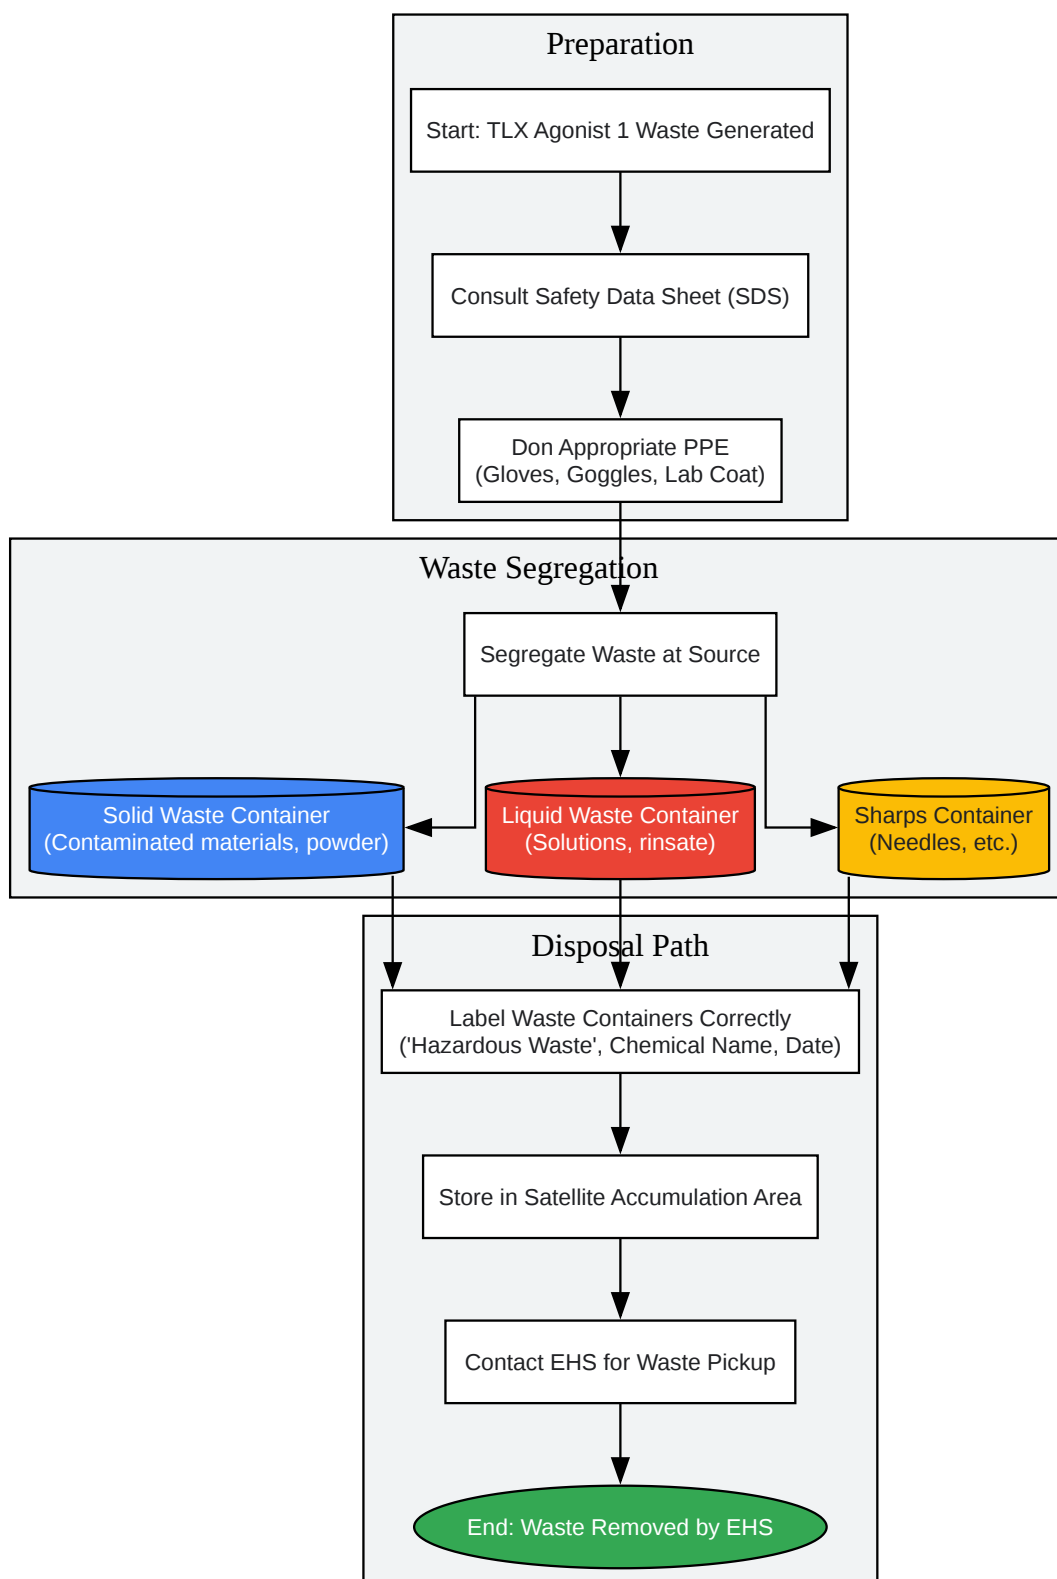 Preparation
Start: TLX Agonist 1 Waste Generated
Consult Safety Data Sheet (SDS)
Don Appropriate PPE
(Gloves, Goggles, Lab Coat)
Waste Segregation
Segregate Waste at Source
Solid Waste Container
(Contaminated materials, powder)
Liquid Waste Container
(Solutions, rinsate)
Sharps Container
(Needles, etc.)
Disposal Path
Label Waste Containers Correctly
('Hazardous Waste', Chemical Name, Date)
Store in Satellite Accumulation Area
Contact EHS for Waste Pickup
End: Waste Removed by EHS